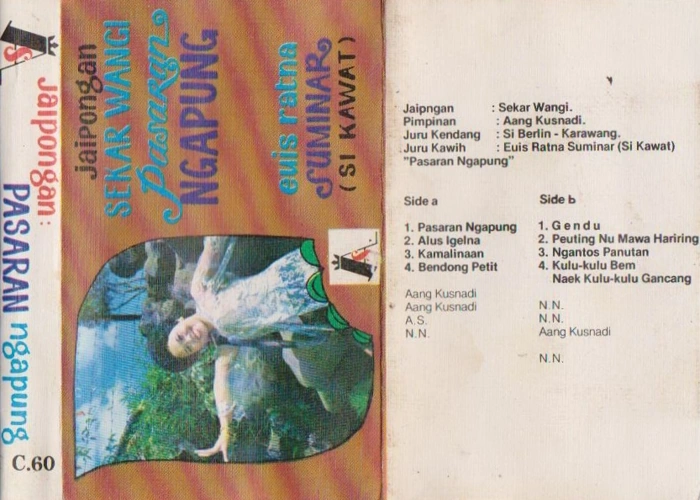 Jaipongan:
PASARAN ngapung
C.60
Jaipongan
SEKAR WANGI
Pasaran
NGAPUNG
euis ratna
SUMINAR
(SI KAWAT)
Jaipngan : Sekar Wangi.
Pimpinan : Aang Kusnadi.
Juru Kendang : Si Berlin - Karawang.
Juru Kawih : Euis Ratna Suminar (Si Kawat)
"Pasaran Ngapung"
Side a
1. Pasaran Ngapung
2. Alus Igelna
3. Kamalinaan
4. Bendong Petit
Aang Kusnadi
Aang Kusnadi
A.S.
N.N.
Side b
1. Gendu
2. Peuting Nu Mawa Hariring
3. Ngantos Panutan
4. Kulu-kulu Bem
Naek Kulu-kulu Gancang
N.N.
N.N.
Aang Kusnadi
N.N.